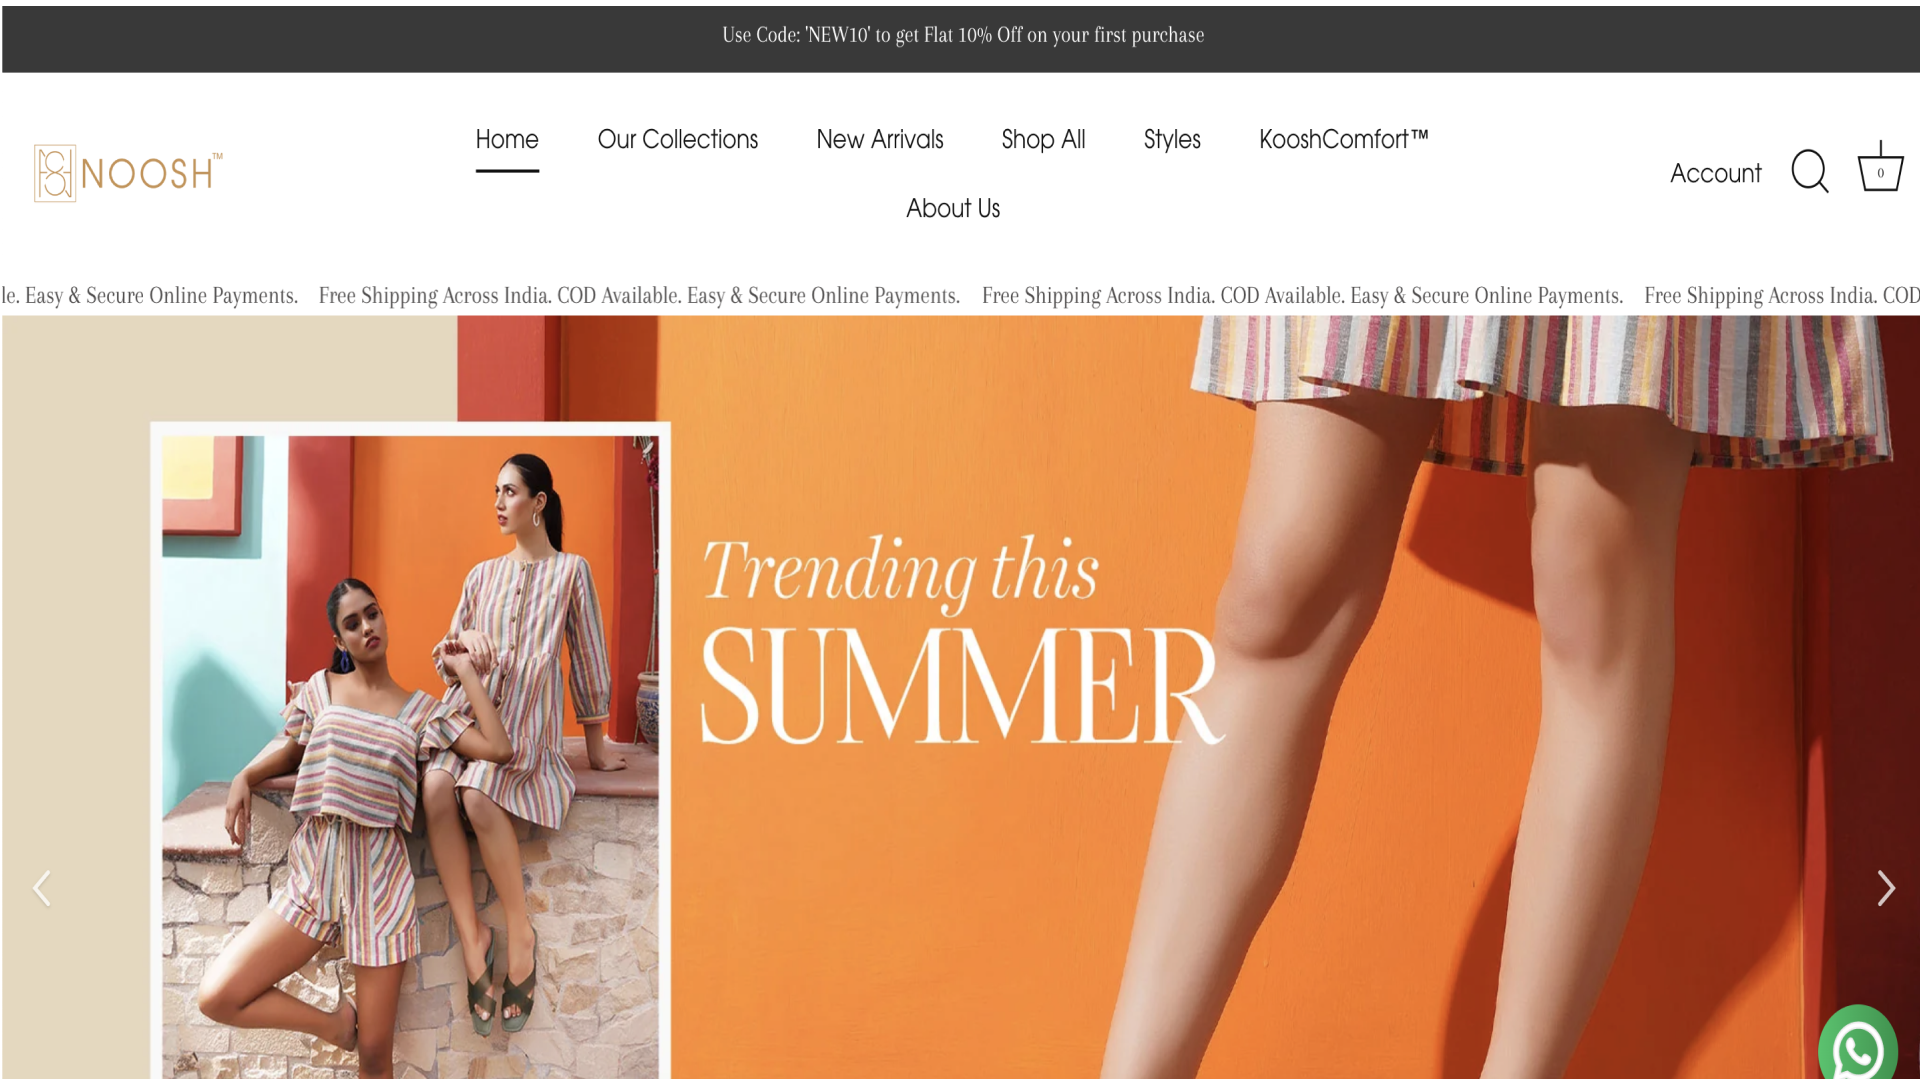 Use Code: 'NEW10' to get Flat 10% Off on your first purchase
NOOSH™
Home Our Collections New Arrivals Shop All Styles KooshComfort™
About Us
Account
0
le. Easy & Secure Online Payments. Free Shipping Across India. COD Available. Easy & Secure Online Payments. Free Shipping Across India. COD Available. Easy & Secure Online Payments. Free Shipping Across India. COD
Trending this
SUMMER